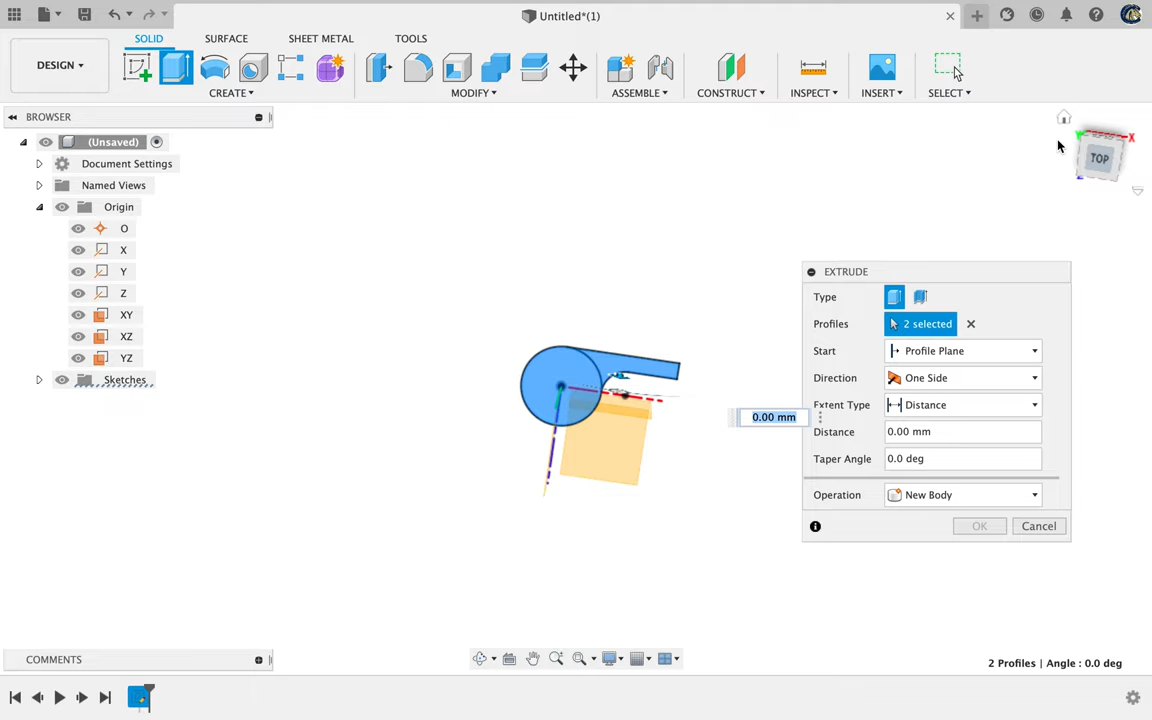 Untitled*(1)
DESIGN
SOLID
SURFACE
SHEET METAL
TOOLS
CREATE
MODIFY
ASSEMBLE
CONSTRUCT
INSPECT
INSERT
SELECT
BROWSER
(Unsaved)
Document Settings
Named Views
Origin
O
X
Y
Z
XY
XZ
YZ
Sketches
Y
X
Z
TOP
0.00 mm
EXTRUDE
Type
Profiles 2 selected
Start Profile Plane
Direction One Side
Extent Type Distance
Distance 0.00 mm
Taper Angle 0.0 deg
Operation New Body
OK Cancel
COMMENTS
2 Profiles | Angle : 0.0 deg